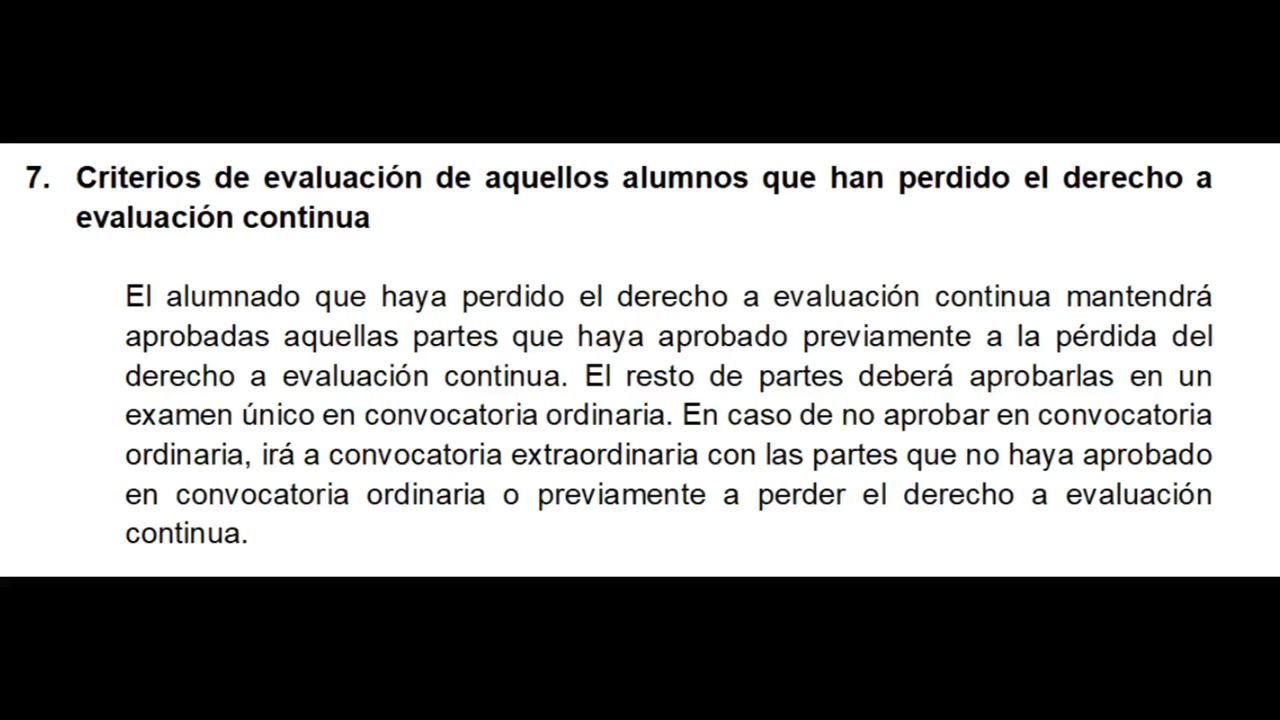 7. Criterios de evaluación de aquellos alumnos que han perdido el derecho a
evaluación continua
El alumnado que haya perdido el derecho a evaluación continua mantendrá
aprobadas aquellas partes que haya aprobado previamente a la pérdida del
derecho a evaluación continua. El resto de partes deberá aprobarlas en un
examen único en convocatoria ordinaria. En caso de no aprobar en convocatoria
ordinaria, irá a convocatoria extraordinaria con las partes que no haya aprobado
en convocatoria ordinaria o previamente a perder el derecho a evaluación
continua.